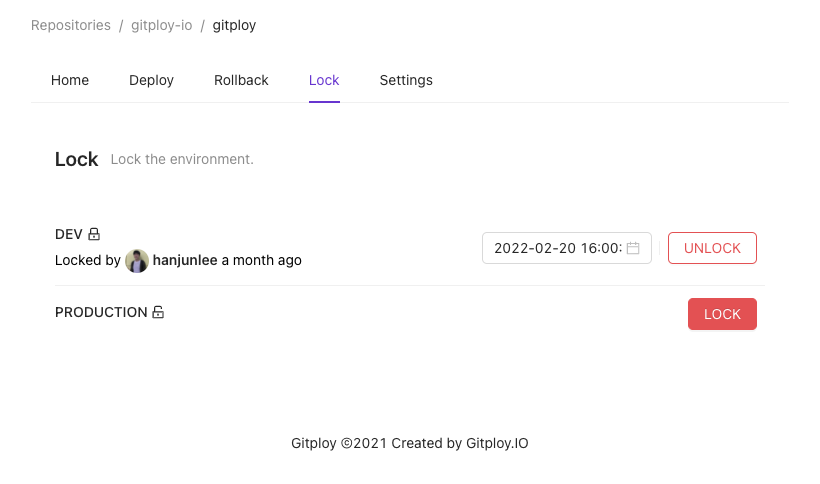 Repositories / gitploy-io / gitploy
Home Deploy Rollback Lock Settings
Lock Lock the environment.
DEV
Locked by hanjunlee a month ago
2022-02-20 16:00:
UNLOCK
PRODUCTION
LOCK
Gitploy ©2021 Created by Gitploy.IO